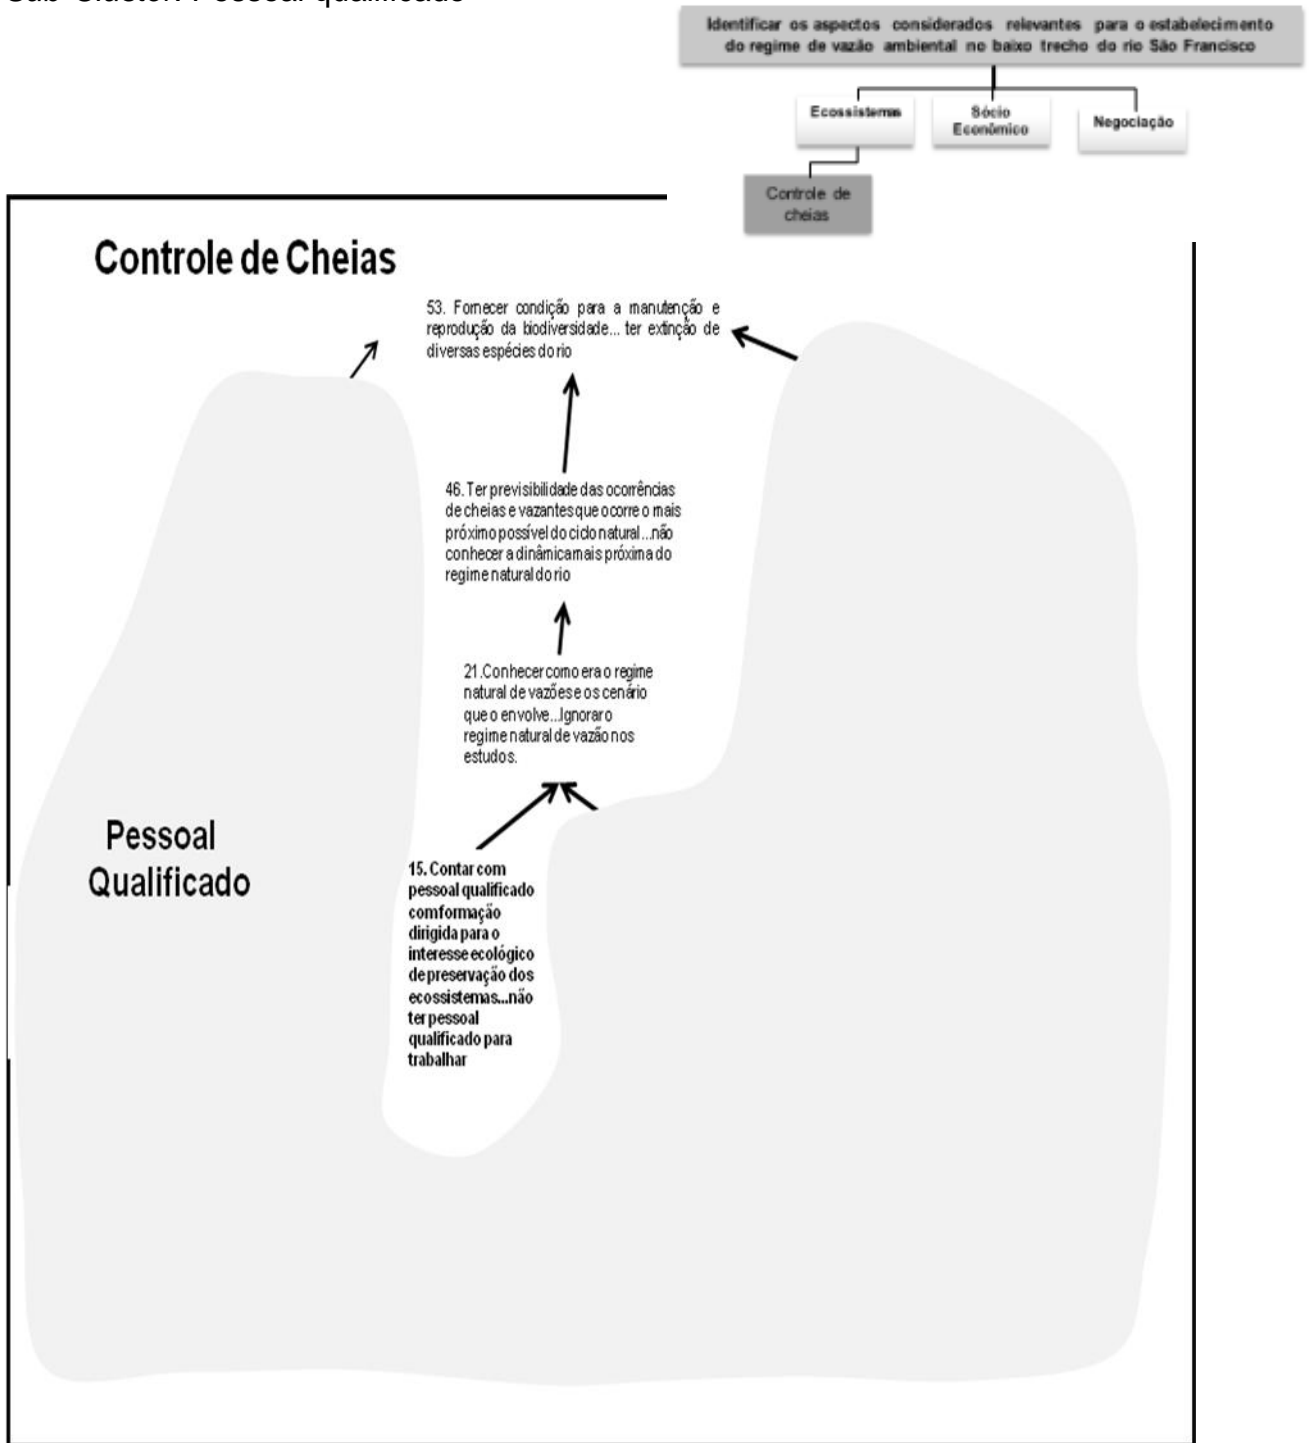 Sub-Cluster: Pessoal qualificado
Identificar os aspectos considerados relevantes para o estabelecimento
do regime de vazão ambiental no baixo trecho do rio São Francisco
Ecossistemas
Sócio
Econômico
Negociação
Controle de
cheias
Controle de Cheias
53. Fornecer condição para a manutenção e
reprodução da biodiversidade... ter extinção de
diversas espécies do rio
46. Ter previsibilidade das ocorrências
de cheias e vazantes que ocorre o mais
próximo possível do ciclo natural...não
conhecer a dinâmica mais próxima do
regime natural do rio
21.Conhecer como era o regime
natural de vazões e os cenário
que o envolve...Ignorar o
regime natural de vazão nos
estudos.
Pessoal
Qualificado
15. Contar com
pessoal qualificado
com formação
dirigida para o
interesse ecológico
de preservação dos
ecossistemas...não
ter pessoal
qualificado para
trabalhar